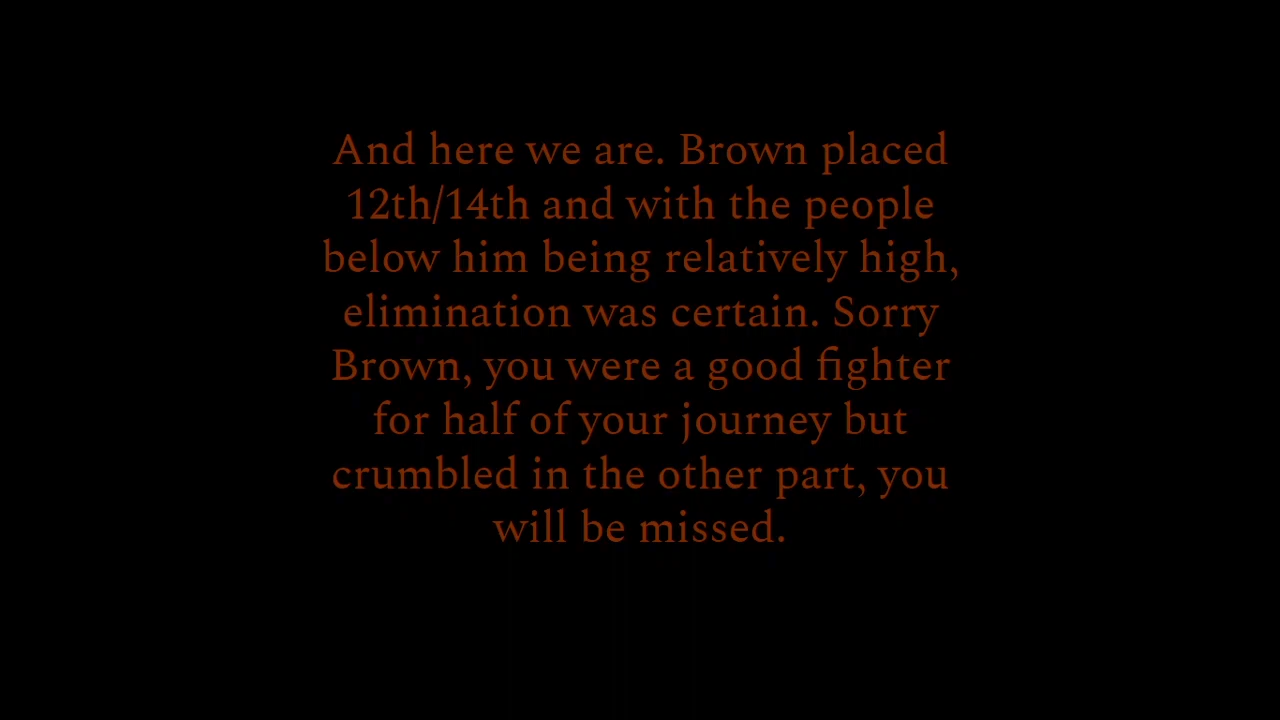 And here we are. Brown placed
12th/14th and with the people
below him being relatively high,
elimination was certain. Sorry
Brown, you were a good fighter
for half of your journey but
crumbled in the other part, you
will be missed.